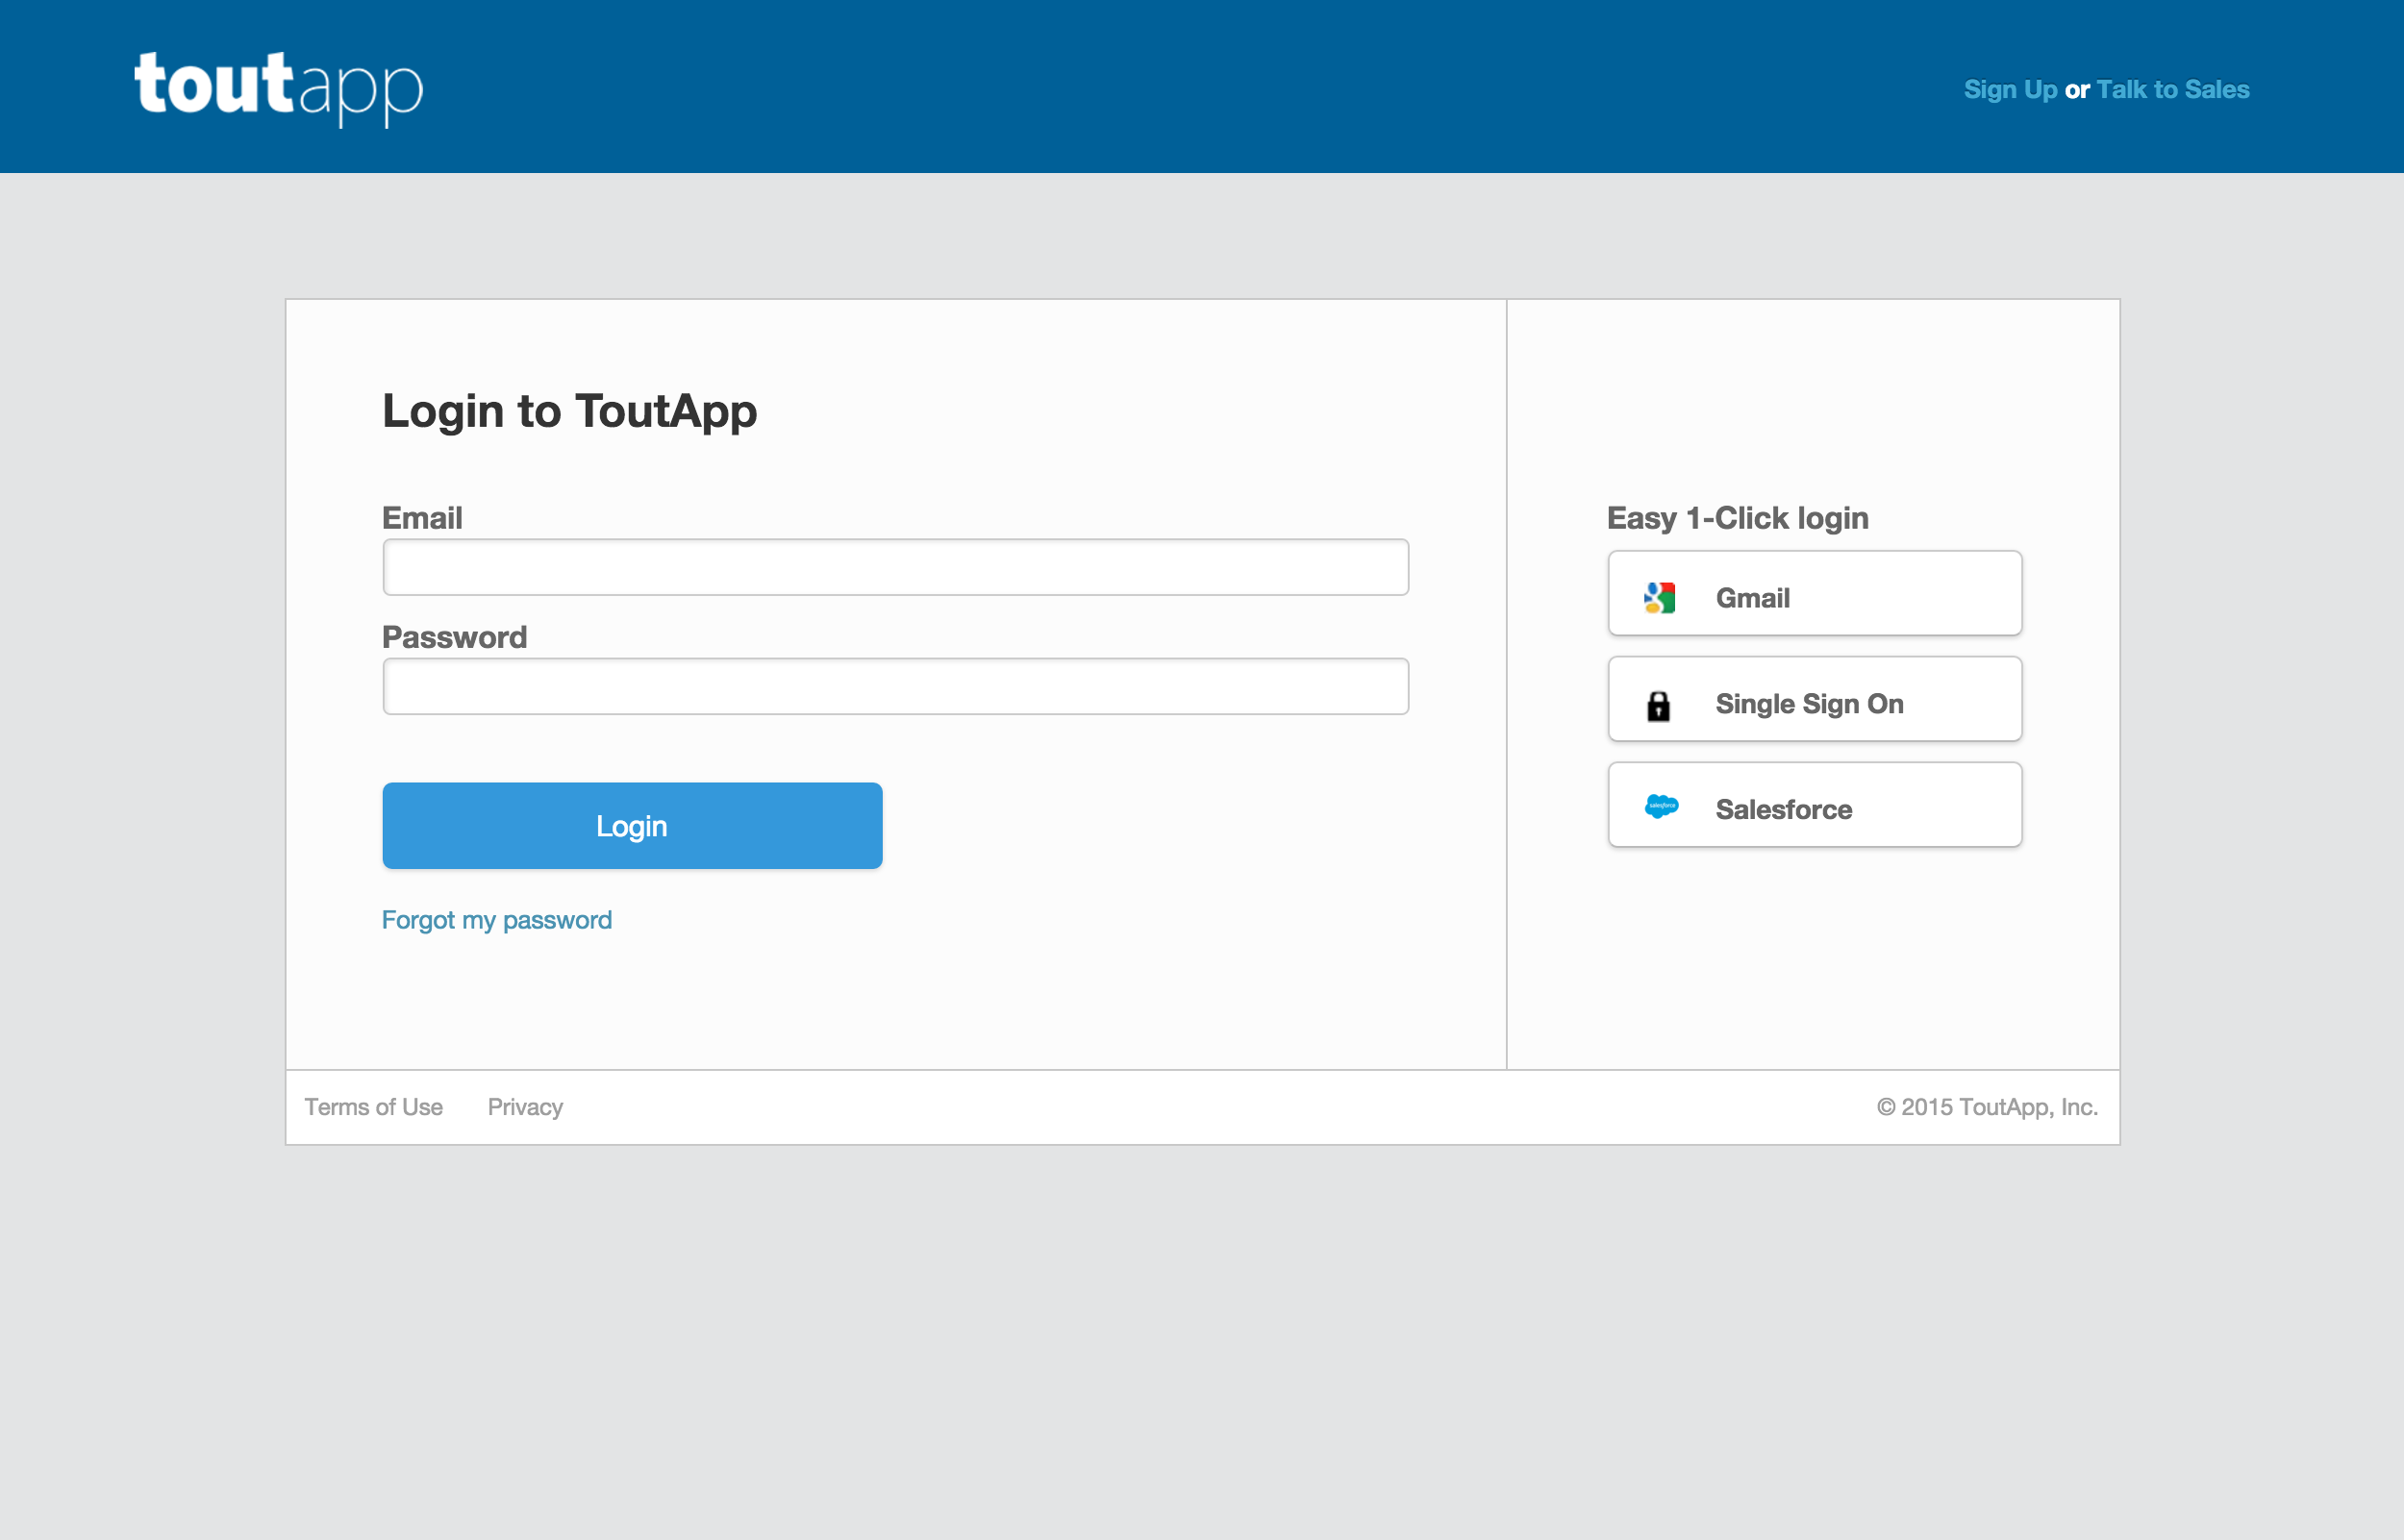 toutapp
Sign Up or Talk to Sales
Login to ToutApp
Email
Password
Login
Forgot my password
Easy 1-Click login
Gmail
Single Sign On
salesforce
Salesforce
Terms of Use
Privacy
© 2015 ToutApp, Inc.